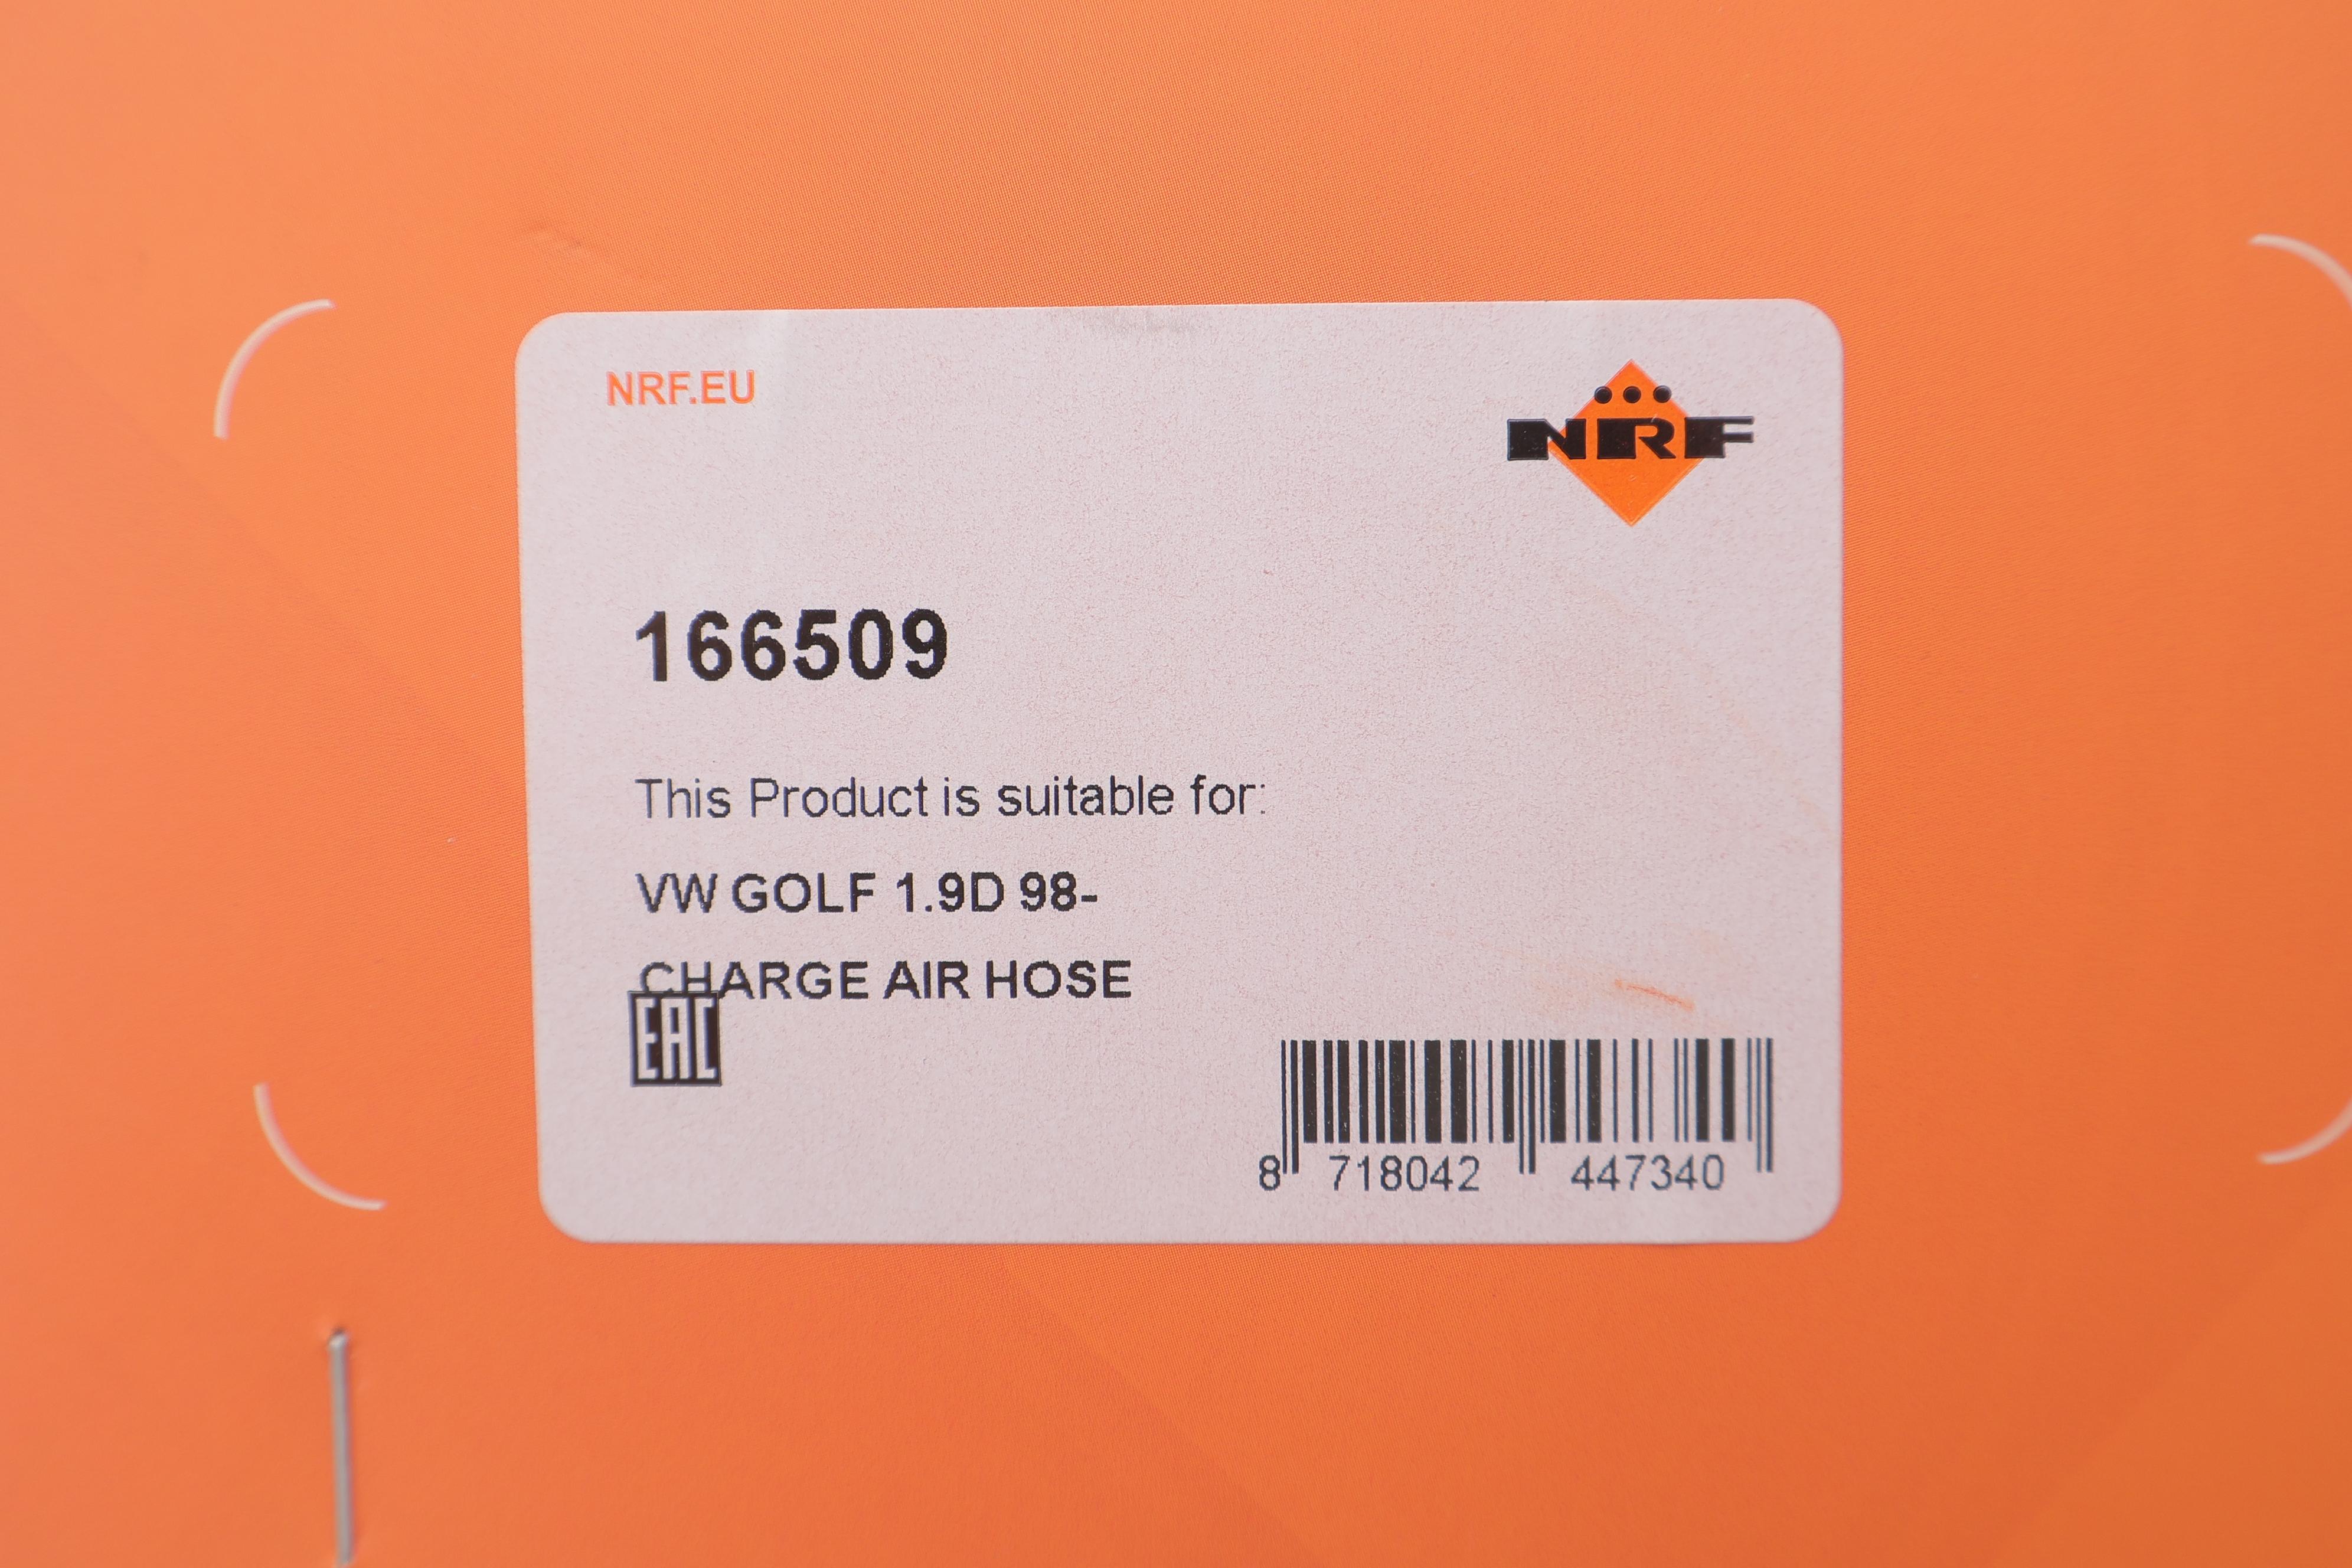 NRF.EU
NRF
166509
This Product is suitable for:
VW GOLF 1.9D 98-
CHARGE AIR HOSE
EAC
8 718042 447340